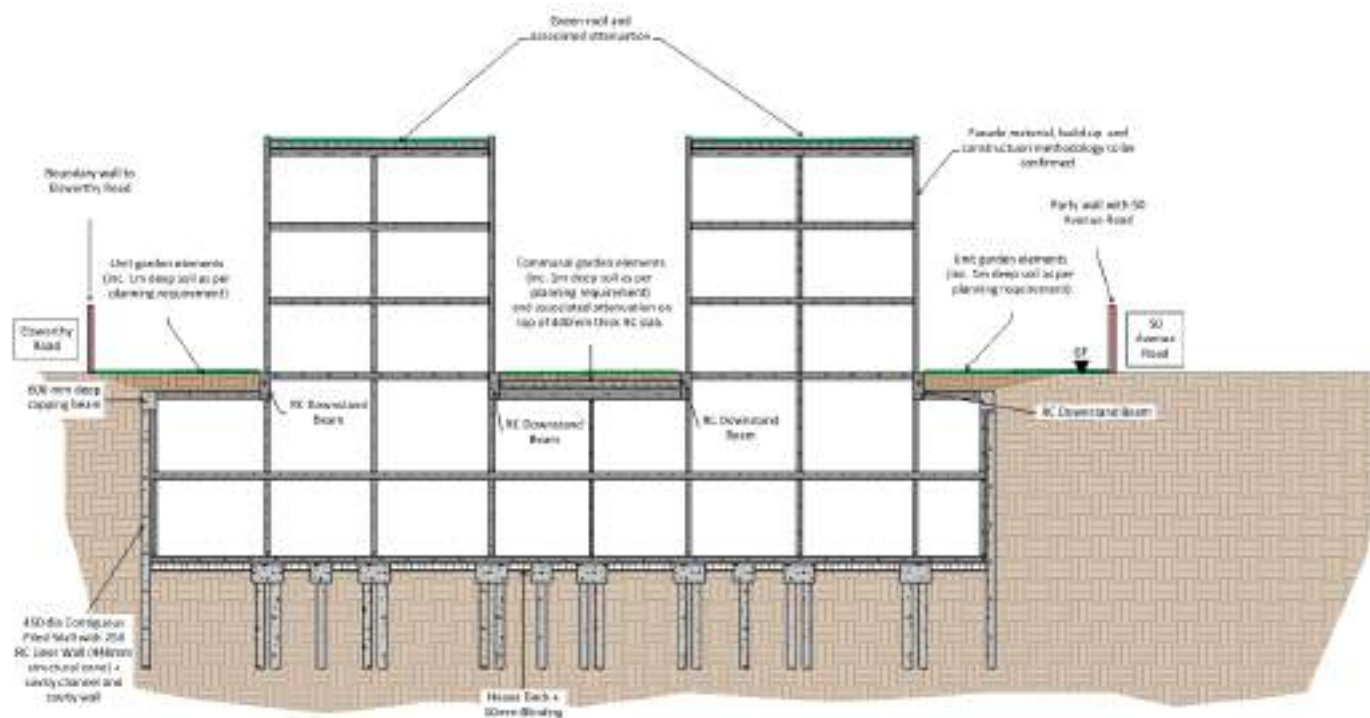 Green roof and
associated attenuation
Facade material, build up and
construction methodology to be
confirmed
Boundary wall to
Elsworthy Road
Party wall with 50
Avenue Road
Unit garden elements
(inc. 1m deep soil as per
planning requirement)
Communal garden elements
(inc. 1m deep soil as per
planning requirement)
and associated attenuation on
top of 400mm thick RC slab.
Unit garden elements
(inc. 1m deep soil as per
planning requirement)
Elsworthy
Road
50
Avenue
Road
GF
600 mm deep
capping beam
RC Downstand
Beam
RC Downstand
Beam
RC Downstand
Beam
RC Downstand Beam
450 dia Contiguous
Piled Wall with 250
RC Liner Wall
structural zone) +
cavity channel and
cavity wall
Heave Deck +
50mm Blinding